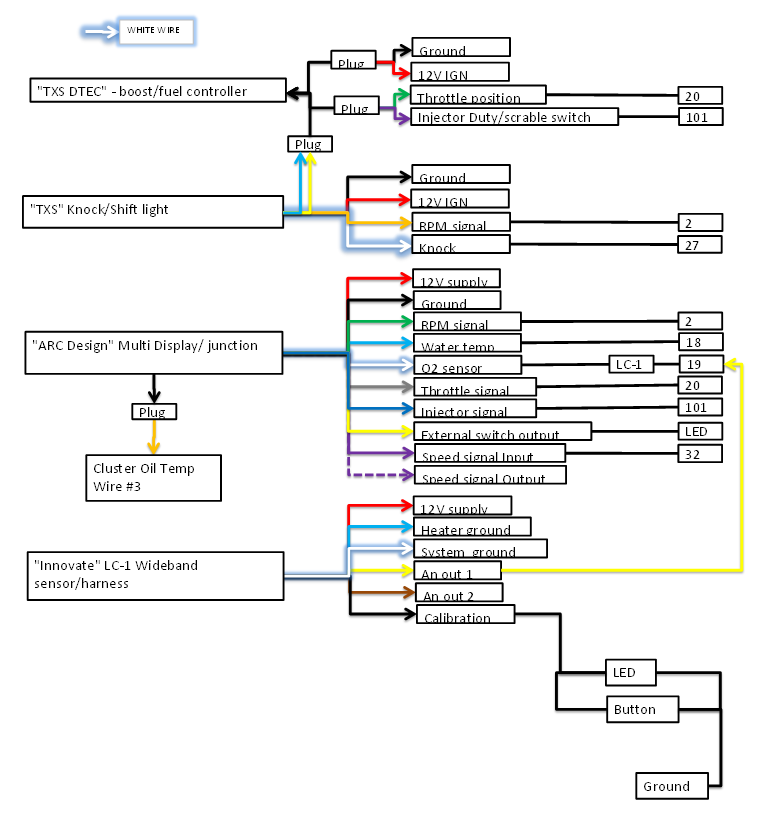 WHITE WIRE
Ground
Plug
12V IGN
"TXS DTEC" - boost/fuel controller
Throttle position
20
Plug
Injector Duty/scrable switch
101
Plug
Ground
12V IGN
"TXS" Knock/Shift light
RPM signal
2
Knock
27
12V supply
Ground
RPM signal
2
"ARC Design" Multi Display/ junction
Water temp
18
O2 sensor
LC-1
19
Throttle signal
20
Plug
Injector signal
101
External switch output
LED
Speed signal Input
32
Cluster Oil Temp
Wire #3
Speed signal Output
12V supply
Heater ground
System ground
"Innovate" LC-1 Wideband
sensor/harness
An out 1
An out 2
Calibration
LED
Button
Ground